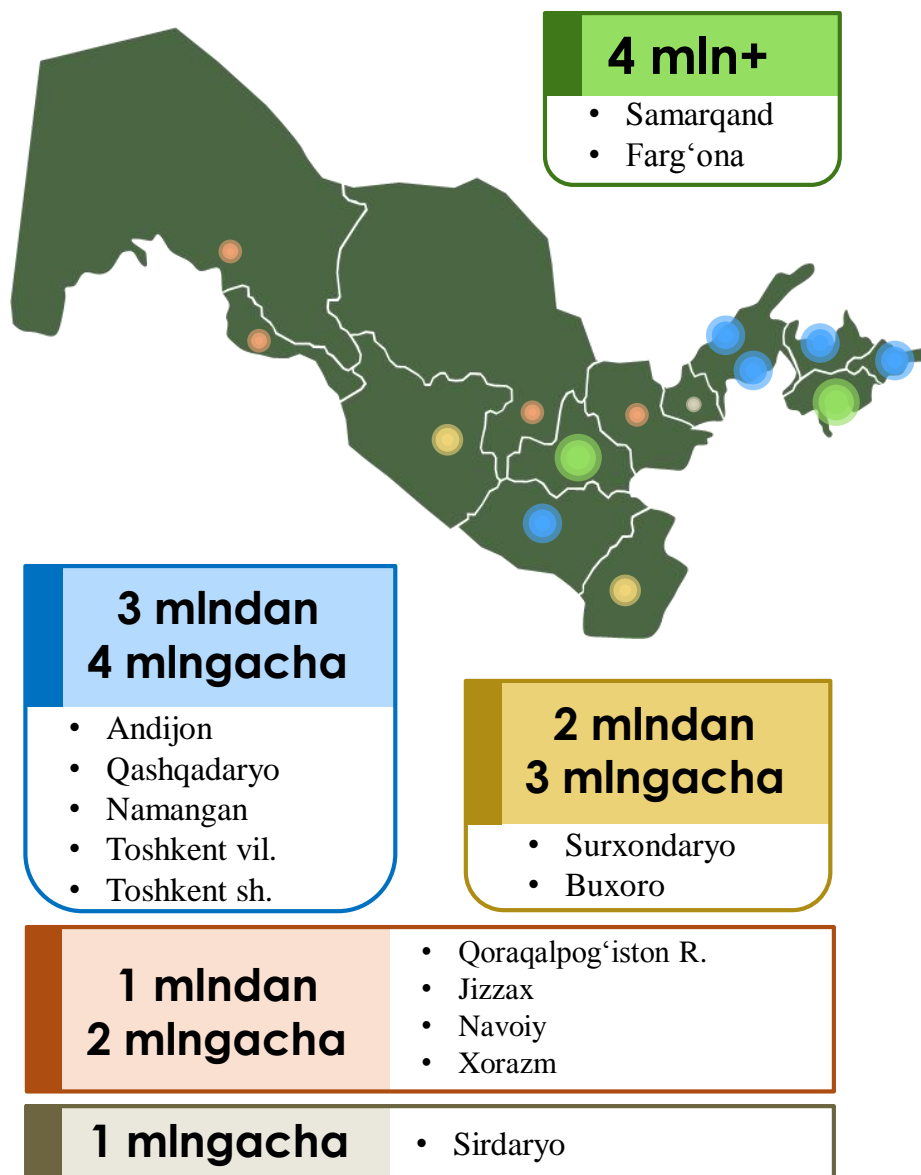 4 mln+
• Samarqand
• Farg‘ona
3 mlndan
4 mlngacha
• Andijon
• Qashqadaryo
• Namangan
• Toshkent vil.
• Toshkent sh.
2 mlndan
3 mlngacha
• Surxondaryo
• Buxoro
1 mlndan
2 mlngacha
• Qoraqalpog‘iston R.
• Jizzax
• Navoiy
• Xorazm
1 mlngacha
• Sirdaryo